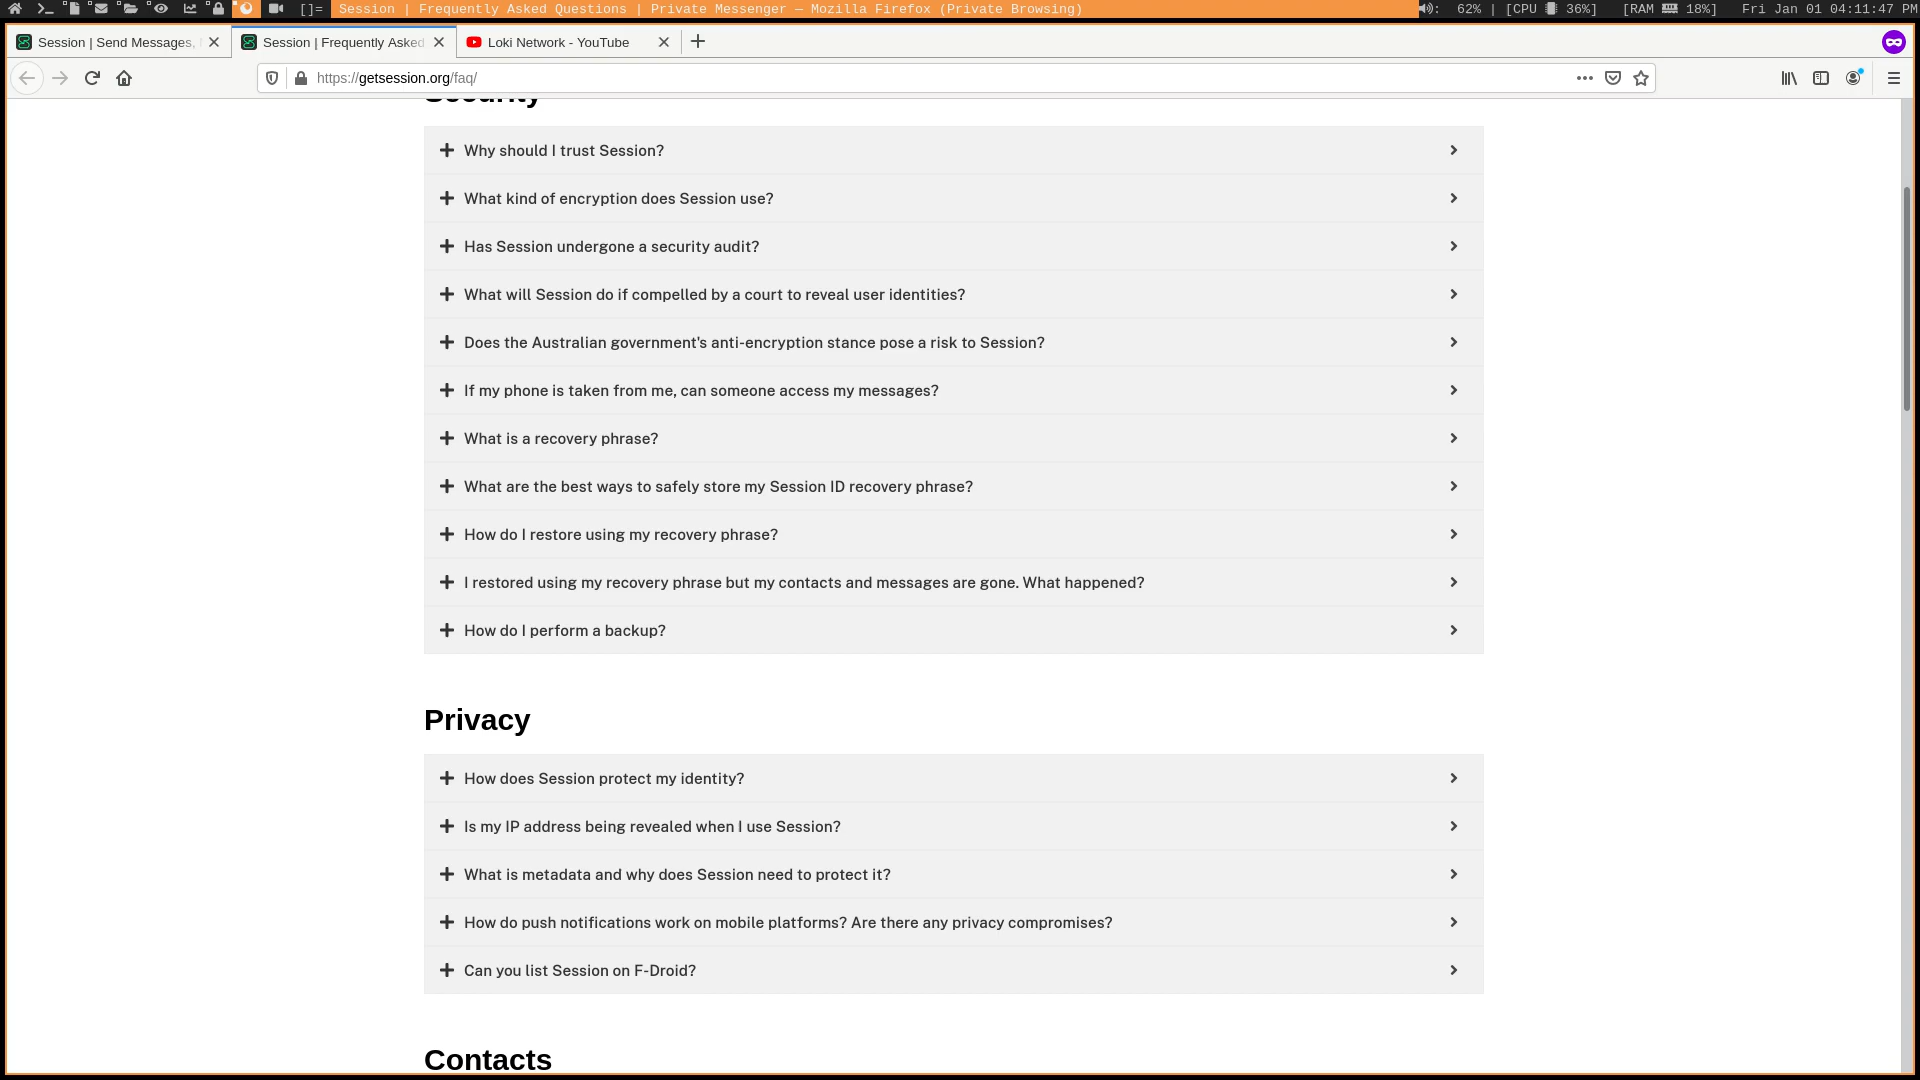 []= Session | Frequently Asked Questions | Private Messenger — Mozilla Firefox (Private Browsing) : 62% | [CPU 36%] [RAM 18%] Fri Jan 01 04:11:47 PM
Session | Send Messages, Session | Frequently Asked Loki Network - YouTube
https://getsession.org/faq/
Security
Why should I trust Session?
What kind of encryption does Session use?
Has Session undergone a security audit?
What will Session do if compelled by a court to reveal user identities?
Does the Australian government's anti-encryption stance pose a risk to Session?
If my phone is taken from me, can someone access my messages?
What is a recovery phrase?
What are the best ways to safely store my Session ID recovery phrase?
How do I restore using my recovery phrase?
I restored using my recovery phrase but my contacts and messages are gone. What happened?
How do I perform a backup?
Privacy
How does Session protect my identity?
Is my IP address being revealed when I use Session?
What is metadata and why does Session need to protect it?
How do push notifications work on mobile platforms? Are there any privacy compromises?
Can you list Session on F-Droid?
Contacts